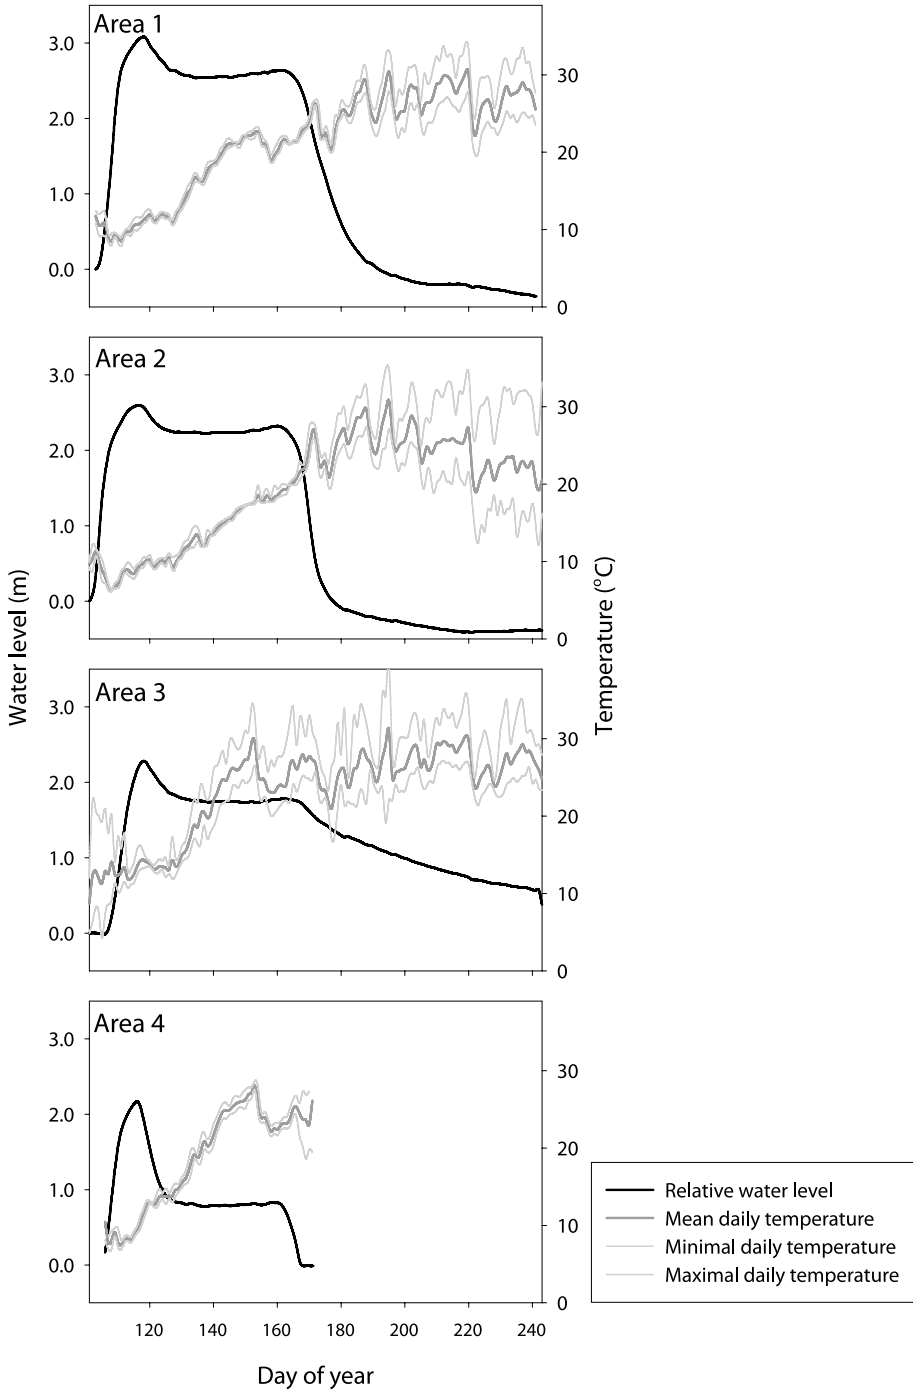 Area 1
3.0
2.0
1.0
0.0
30
20
10
0
Area 2
3.0
2.0
1.0
0.0
30
20
10
0
Water level (m)
Temperature (°C)
Area 3
3.0
2.0
1.0
0.0
30
20
10
0
Area 4
3.0
2.0
1.0
0.0
30
20
10
0
120 140 160 180 200 220 240
Day of year
Relative water level
Mean daily temperature
Minimal daily temperature
Maximal daily temperature